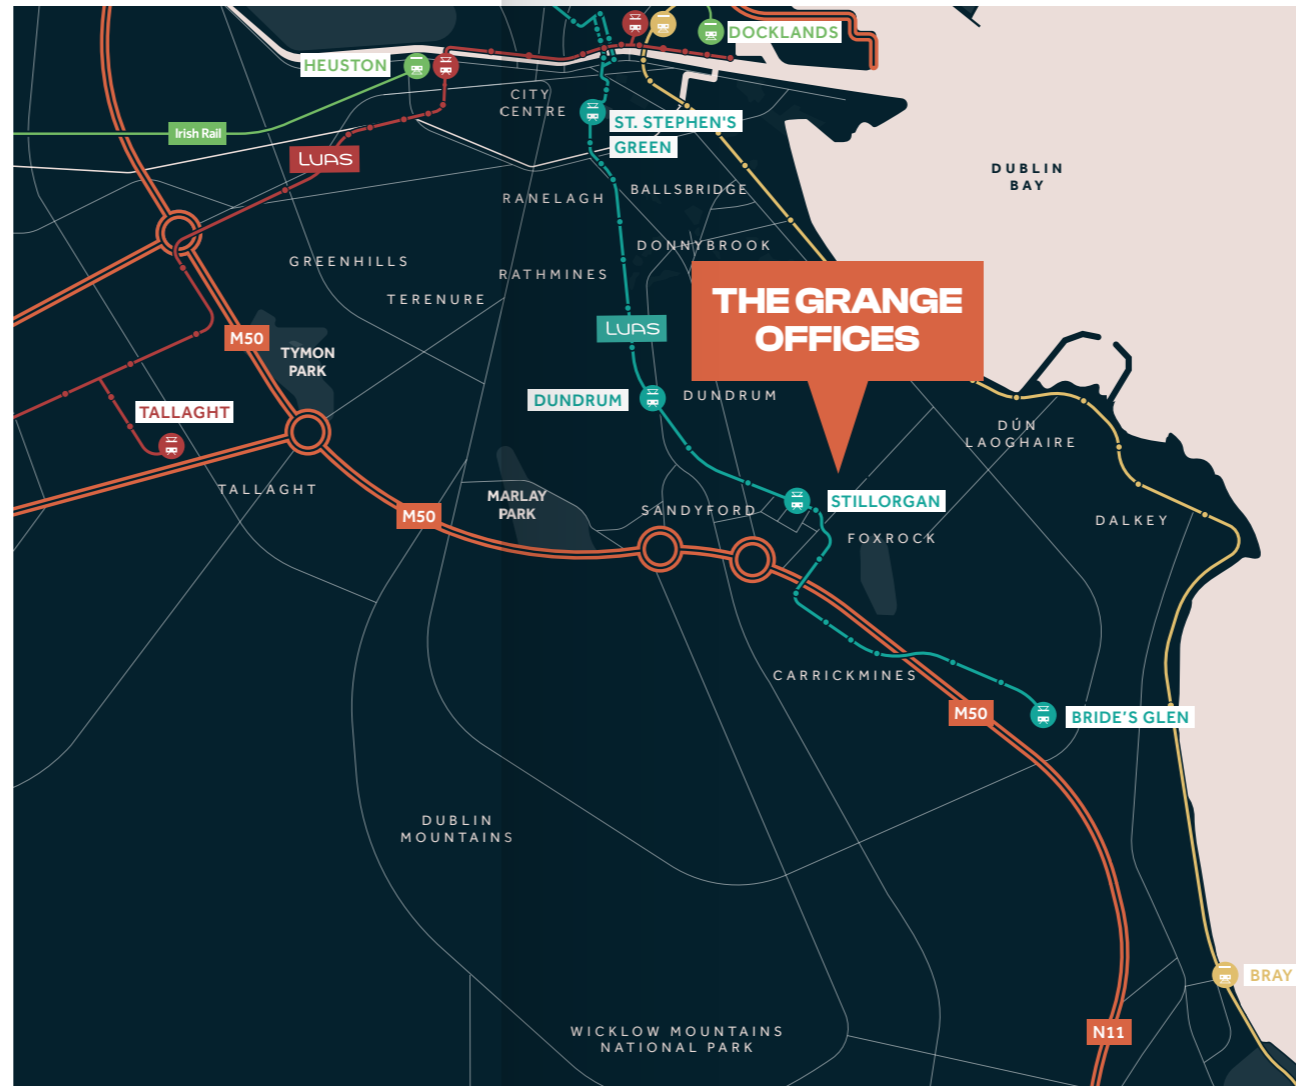 DOCKLANDS
HEUSTON
CITY
CENTRE
ST. STEPHEN'S
GREEN
Irish Rail
LUAS
DUBLIN
BAY
BALLSBRIDGE
RANELAGH
DONNYBROOK
GREENHILLS
RATHMINES
TERENURE
THE GRANGE
OFFICES
LUAS
M50
TYMON
PARK
DUNDRUM
DUNDRUM
TALLAGHT
DÚN
LAOGHAIRE
TALLAGHT
MARLAY
PARK
STILLORGAN
SANDYFORD
M50
DALKEY
FOXROCK
CARRICKMINES
M50
BRIDE'S GLEN
DUBLIN
MOUNTAINS
BRAY
WICKLOW MOUNTAINS
NATIONAL PARK
N11